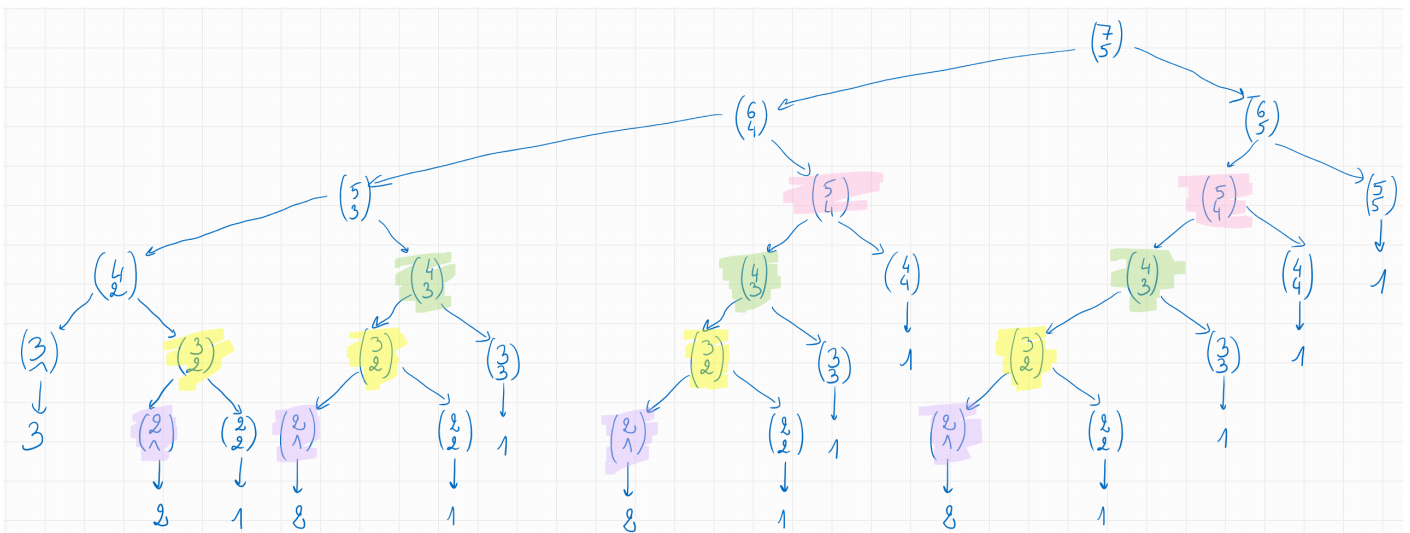 (7 5)
(6 4) (6 5)
(5 3) (5 4) (5 4) (5 5)
(4 2) (4 3) (4 3) (4 4) (4 3) (4 4) 1
(3 1) (3 2) (3 2) (3 3) (3 2) (3 3) 1 (3 2) (3 3) 1
3 (2 1) (2 2) (2 1) (2 2) 1 (2 1) (2 2) 1 (2 1) (2 2) 1
2 1 2 1 2 1 2 1